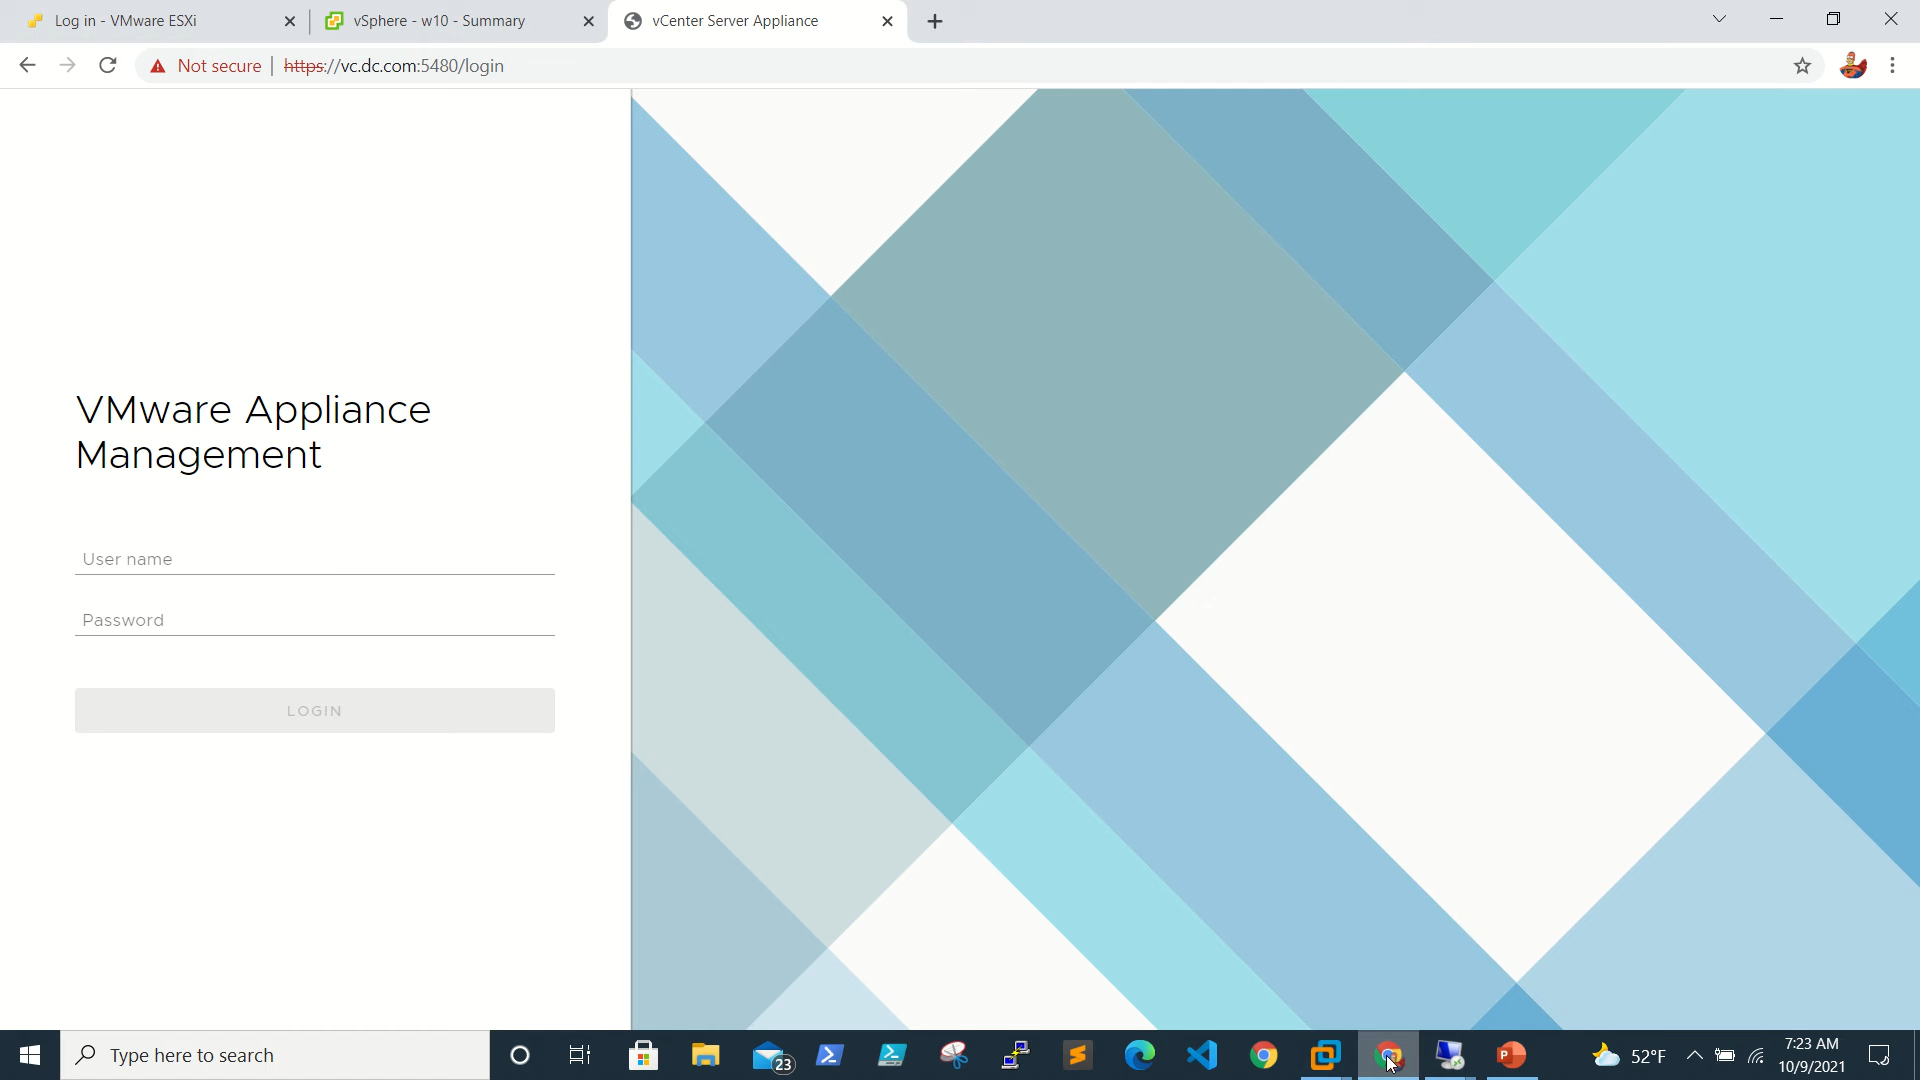 Log in - VMware ESXi
vSphere - w10 - Summary
vCenter Server Appliance
Not secure
https://vc.dc.com:5480/login
VMware Appliance
Management
User name
Password
LOGIN
Type here to search
23
52°F
7:23 AM
10/9/2021